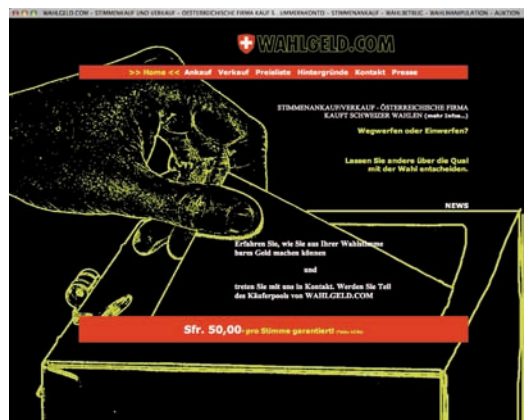 WAHLGELD.COM – STIMMENKAUF UND VERKAUF – OESTERREICHISCHE FIRMA KAUFT S... UMMERKONTO – STIMMENANKAUF – WAHLBETRUG – WAHLMANIPULATION – AUKTION
WAHLGELD.COM
>> Home << Ankauf Verkauf Preisliste Hintergründe Kontakt Presse
STIMMENANKAUF/VERKAUF - ÖSTERREICHISCHE FIRMA
KAUFT SCHWEIZER WAHLEN (mehr Infos...)
Wegwerfen oder Einwerfen?
Lassen Sie andere über die Qual
mit der Wahl entscheiden.
NEWS
Erfahren Sie, wie Sie aus Ihrer Wahlstimme
bares Geld machen können
und
treten Sie mit uns in Kontakt. Werden Sie Teil
des Käuferpools von WAHLGELD.COM
Sfr. 50,00- pro Stimme garantiert!